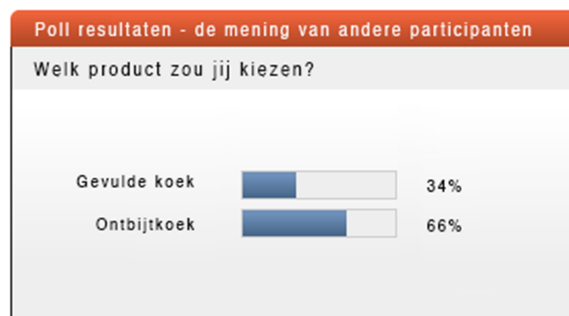 Poll resultaten - de mening van andere participanten
Welk product zou jij kiezen?
Gevulde koek 34%
Ontbijtkoek 66%